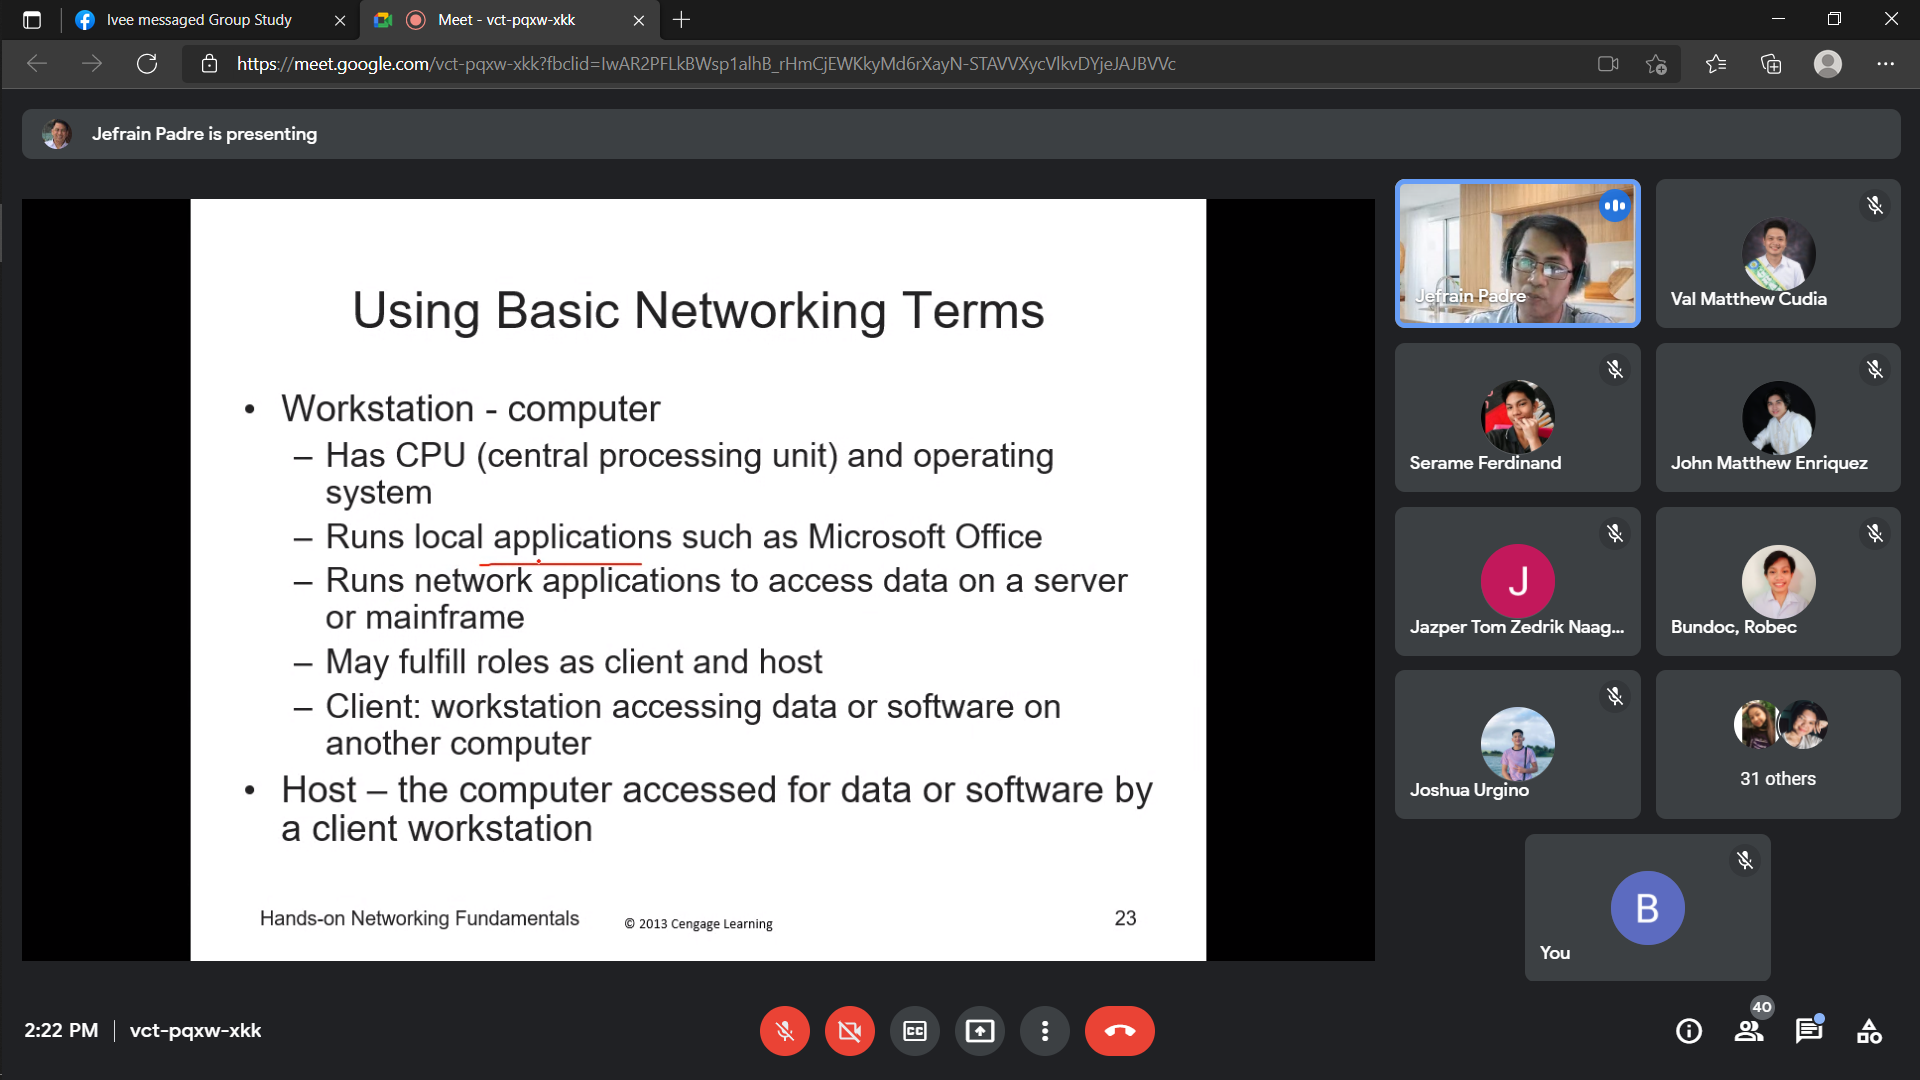 Ivee messaged Group Study
Meet - vct-pqxw-xkk
https://meet.google.com/vct-pqxw-xkk?fbclid=IwAR2PFLkBWsp1alhB_rHmCjEWKkyMd6rXayN-STAVVXycVlkvDYjeJAJBVVc
Jefrain Padre is presenting
Using Basic Networking Terms
• Workstation - computer
– Has CPU (central processing unit) and operating
system
– Runs local applications such as Microsoft Office
– Runs network applications to access data on a server
or mainframe
– May fulfill roles as client and host
– Client: workstation accessing data or software on
another computer
• Host – the computer accessed for data or software by
a client workstation
Hands-on Networking Fundamentals
© 2013 Cengage Learning
23
Jefrain Padre
Val Matthew Cudia
Serame Ferdinand
John Matthew Enriquez
J
Jazper Tom Zedrik Naag...
Bundoc, Robec
Joshua Urgino
31 others
B
You
2:22 PM
vct-pqxw-xkk
CC
40